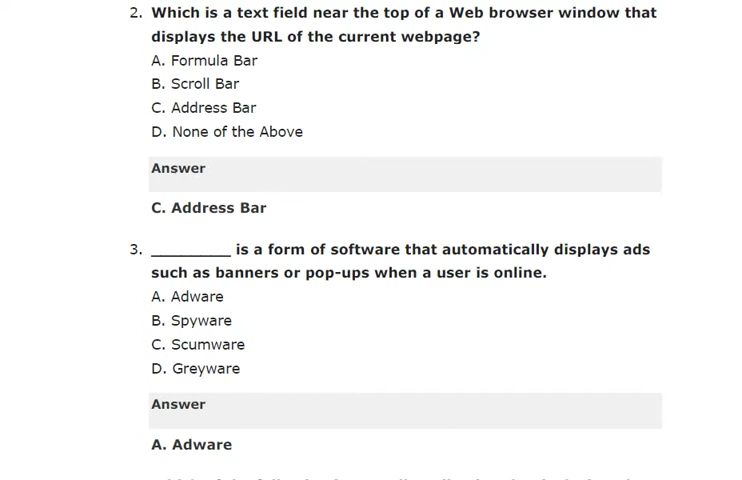 2. Which is a text field near the top of a Web browser window that
displays the URL of the current webpage?
A. Formula Bar
B. Scroll Bar
C. Address Bar
D. None of the Above
Answer
C. Address Bar
3. ________ is a form of software that automatically displays ads
such as banners or pop-ups when a user is online.
A. Adware
B. Spyware
C. Scumware
D. Greyware
Answer
A. Adware